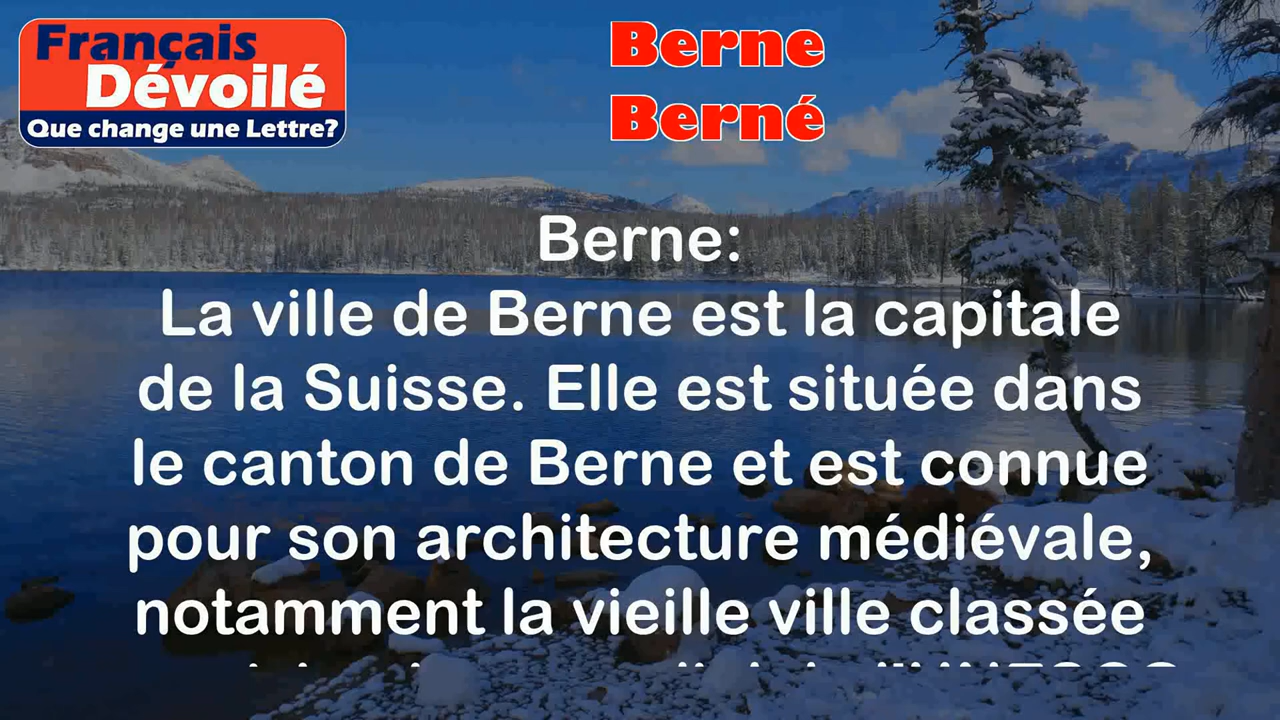 Français
Dévoilé
Que change une Lettre?
Berne
Berné
Berne:
La ville de Berne est la capitale
de la Suisse. Elle est située dans
le canton de Berne et est connue
pour son architecture médiévale,
notamment la vieille ville classée